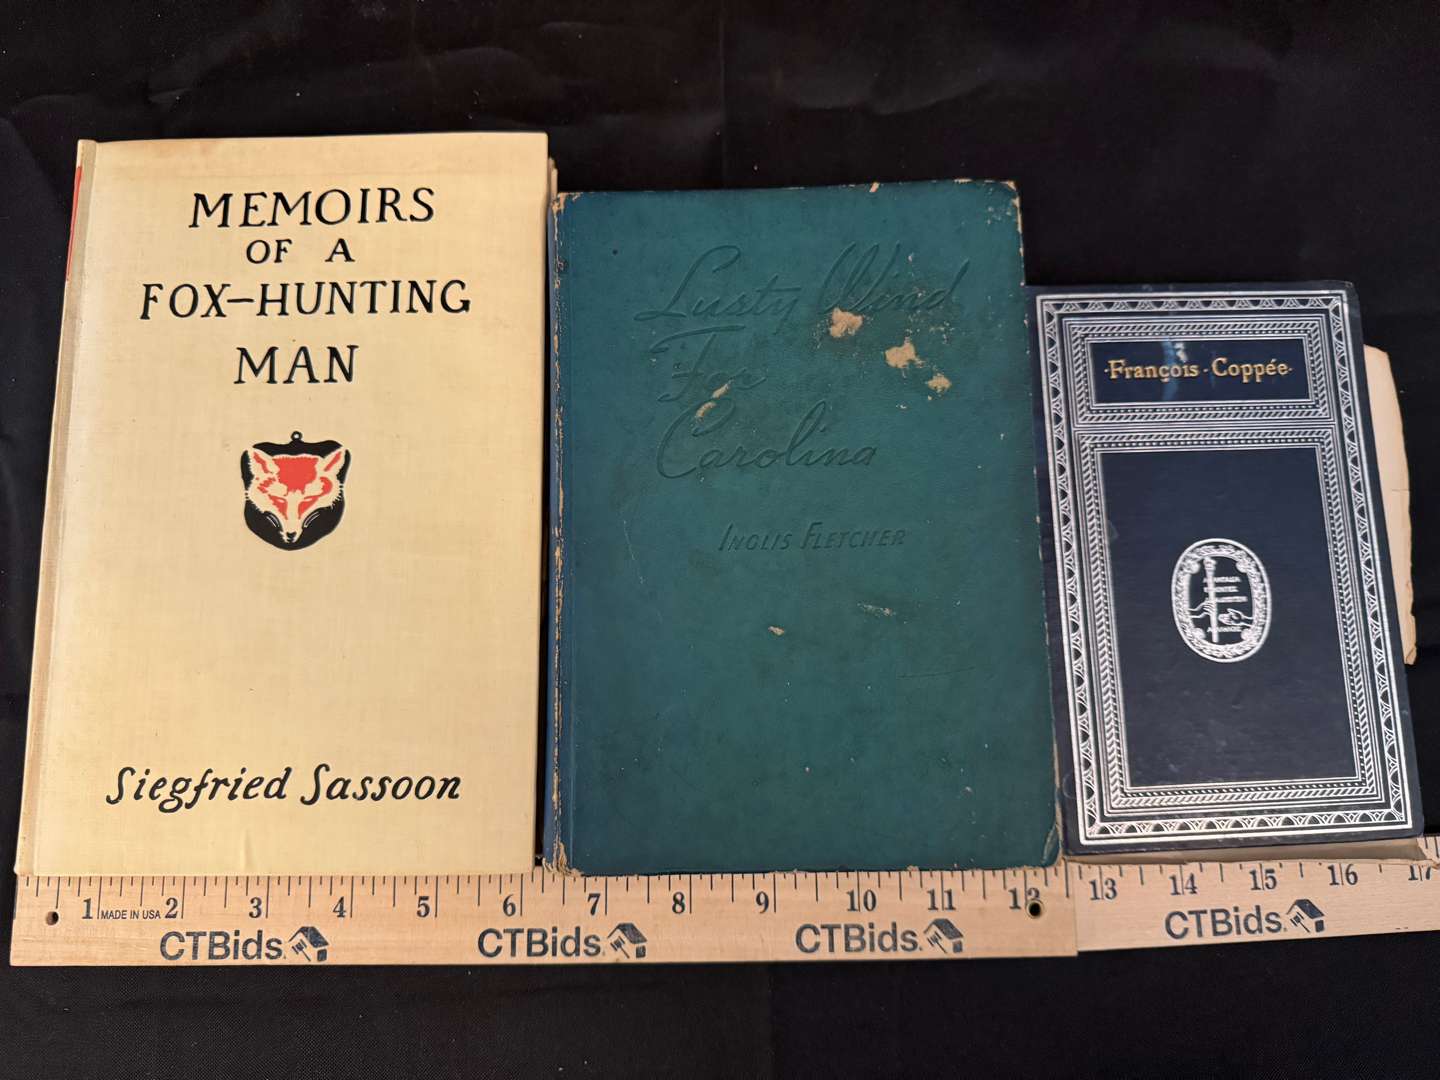 MEMOIRS
OF A
FOX-HUNTING
MAN
Siegfried Sassoon
Lusty Wind
For
Carolina
INGLIS FLETCHER
·François·Coppée·
1 MADE IN USA 2 3 4 5 6 7 8 9 10 11 12 13 14 15 16 17
CTBids. CTBids. CTBids. CTBids.